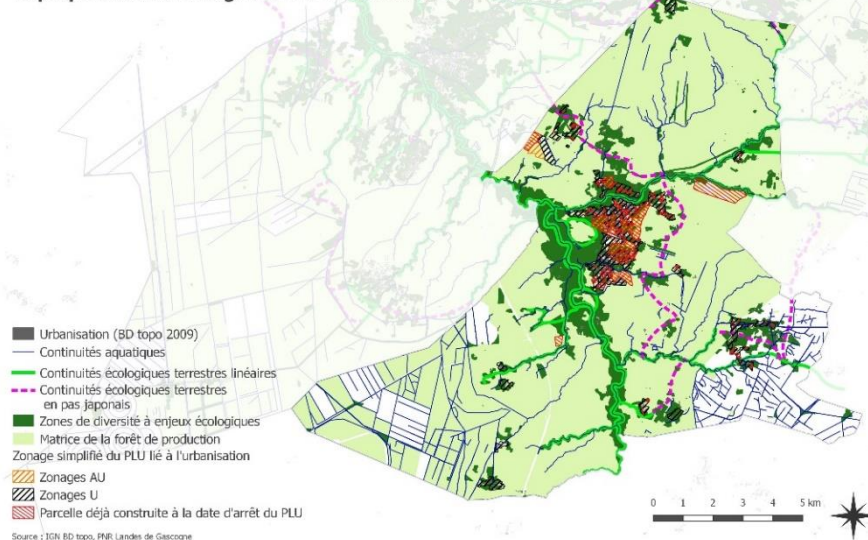 Urbanisation (BD topo 2009)
Continuités aquatiques
Continuités écologiques terrestres linéaires
Continuités écologiques terrestres
en pas japonais
Zones de diversité à enjeux écologiques
Matrice de la forêt de production
Zonage simplifié du PLU lié à l'urbanisation
Zonages AU
Zonages U
Parcelle déjà construite à la date d'arrêt du PLU
Source : IGN BD topo, PNR Landes de Gascogne
0 1 2 3 4 5 km